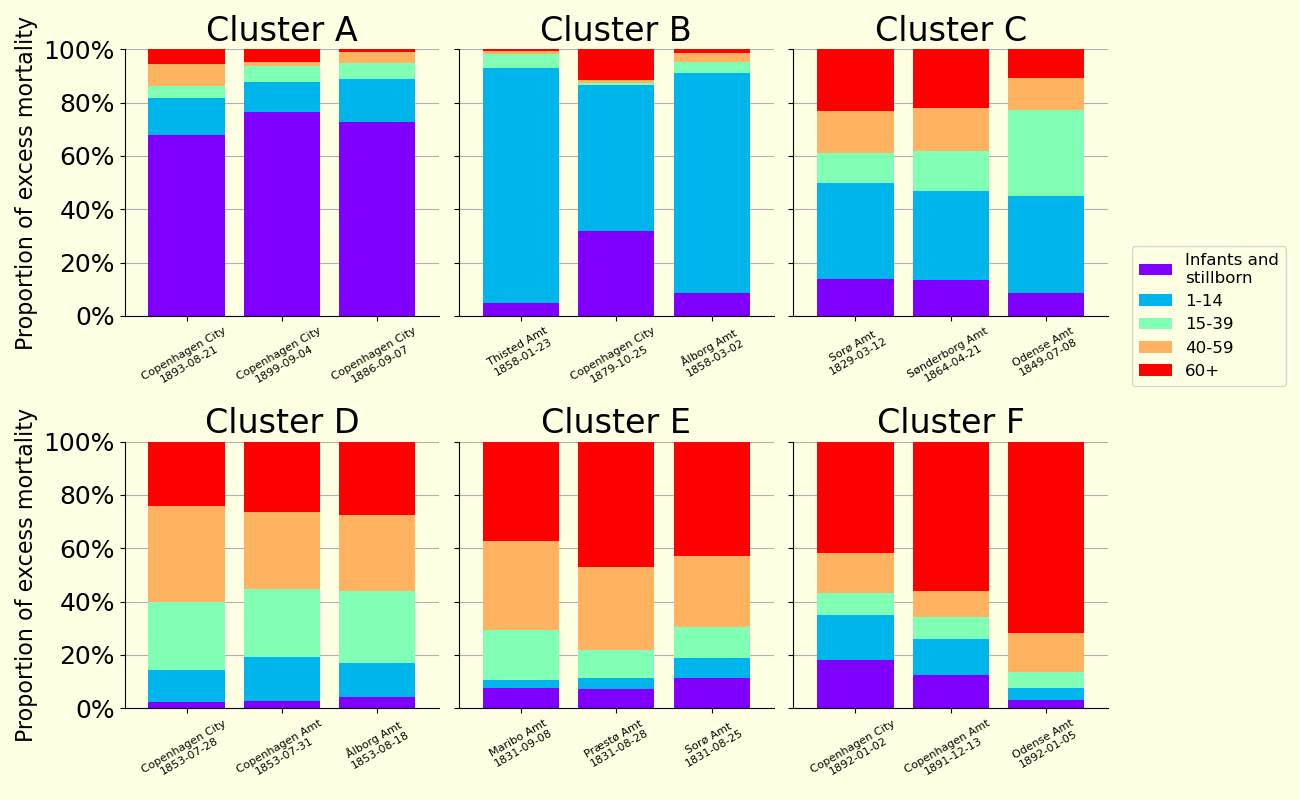 Cluster A
Cluster B
Cluster C
Proportion of excess mortality
100%
80%
60%
40%
20%
0%
Copenhagen City
1893-08-21
Copenhagen City
1899-09-04
Copenhagen City
1886-09-07
Thisted Amt
1858-01-23
Copenhagen City
1879-10-25
Ålborg Amt
1858-03-02
Sorø Amt
1829-03-12
Sønderborg Amt
1864-04-21
Odense Amt
1849-07-08
Infants and
stillborn
1-14
15-39
40-59
60+
Cluster D
Cluster E
Cluster F
Proportion of excess mortality
100%
80%
60%
40%
20%
0%
Copenhagen City
1853-07-28
Copenhagen Amt
1853-07-31
Ålborg Amt
1853-08-18
Maribo Amt
1831-09-08
Præstø Amt
1831-08-28
Sorø Amt
1831-08-25
Copenhagen City
1892-01-02
Copenhagen Amt
1891-12-13
Odense Amt
1892-01-05